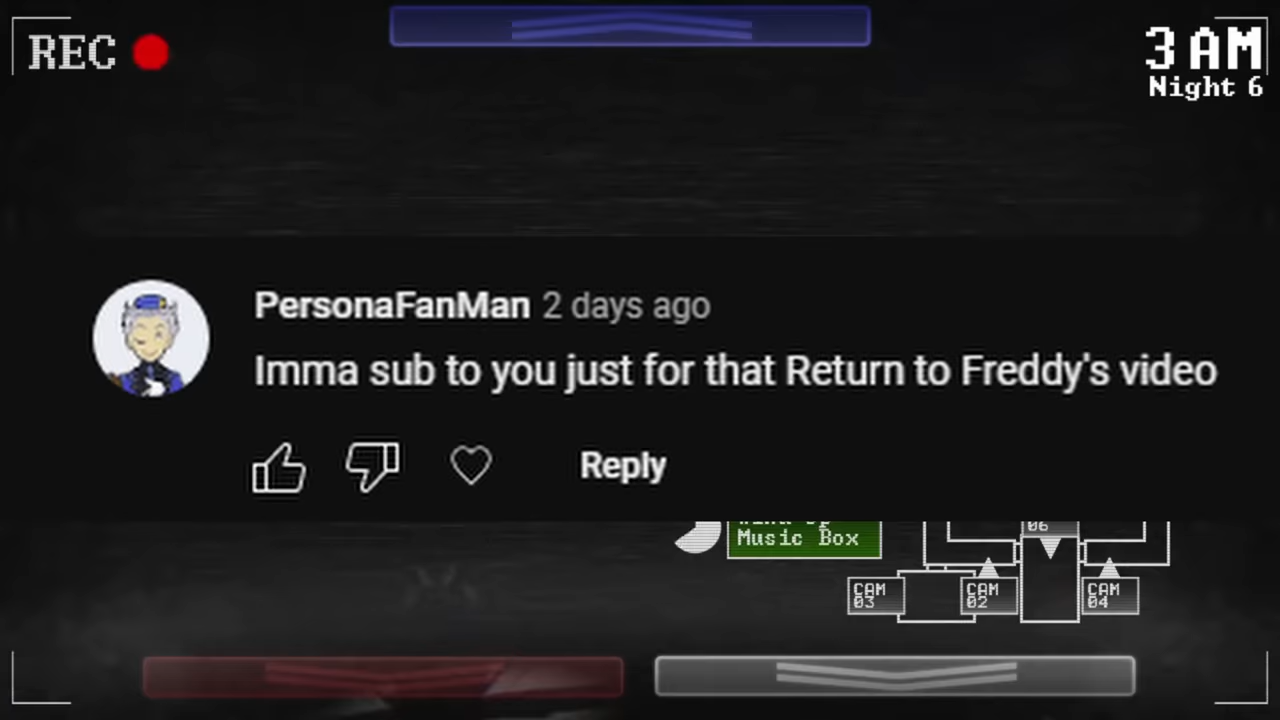 REC
3 AM
Night 6
PersonaFanMan 2 days ago
Imma sub to you just for that Return to Freddy's video
Reply
06
Music Box
CAM
03
CAM
02
CAM
04